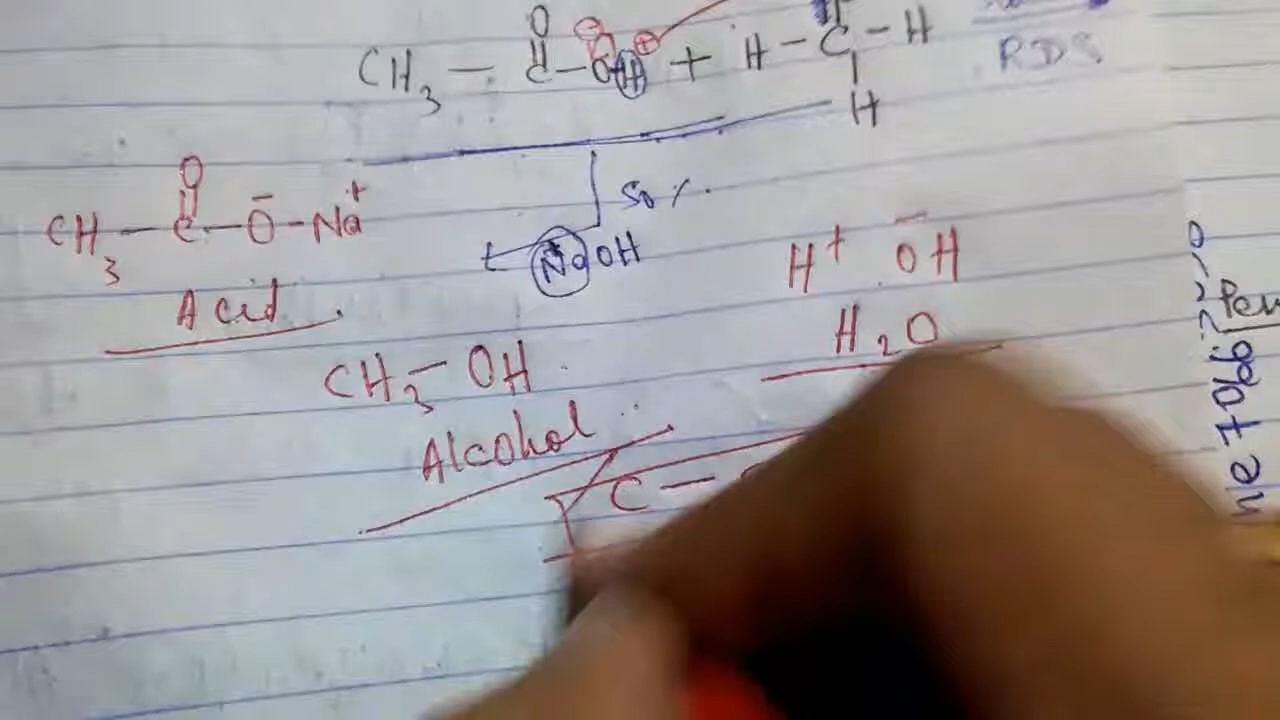 O
CH3 — C — OH + H — C — H
RDS
H
O
CH3 — C — O⁻ — Na⁺
50 %.
NaOH
Acid
H⁺ OH⁻
H2O
CH3 — OH
Alcohol
C —